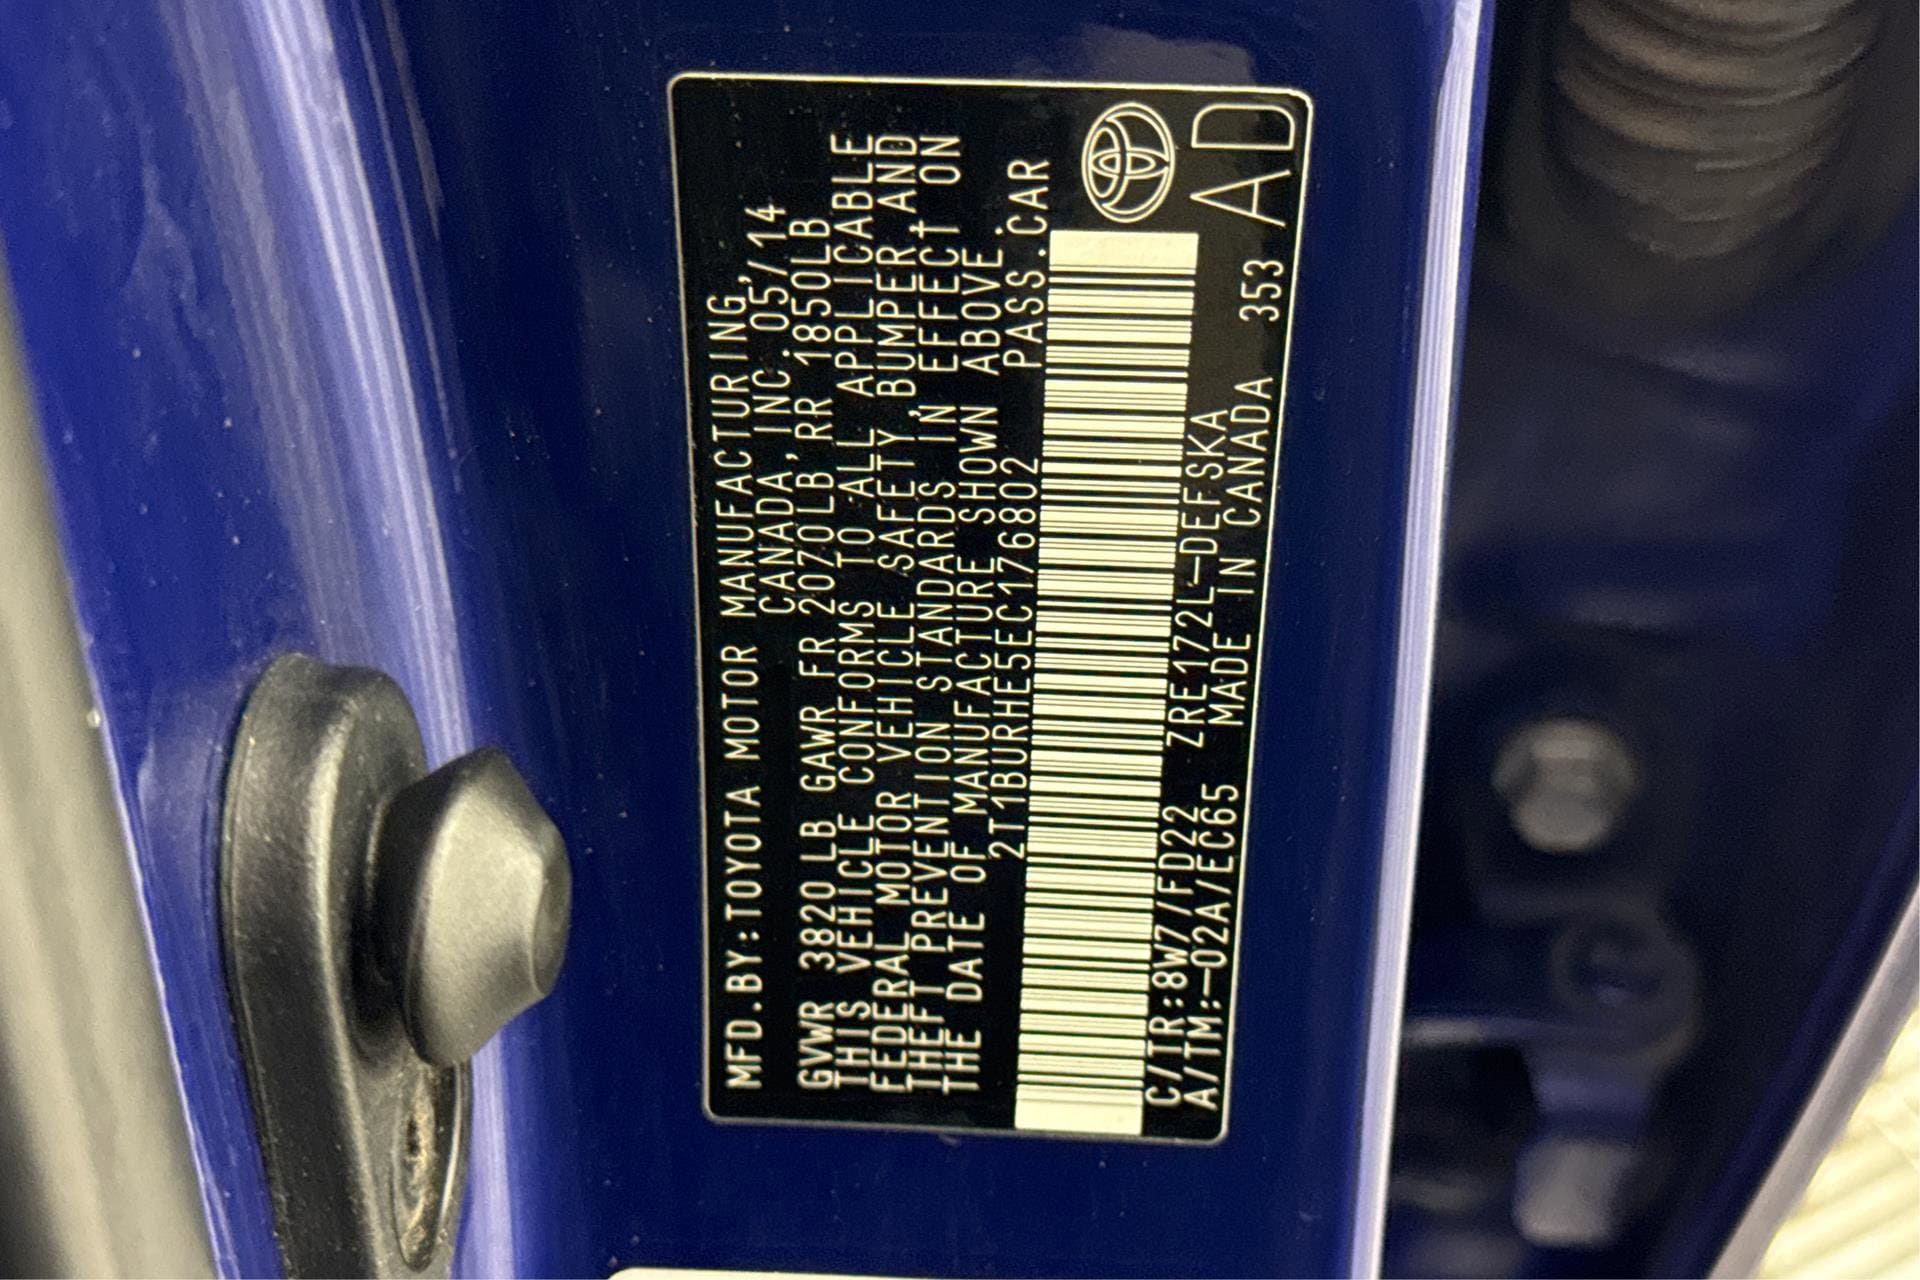 MFD.BY:TOYOTA MOTOR MANUFACTURING,
CANADA, INC. 05/14
GVWR 3820 LB GAWR FR 2070LB, RR 1850LB
THIS VEHICLE CONFORMS TO ALL APPLICABLE
FEDERAL MOTOR VEHICLE SAFETY, BUMPER, AND
THEFT PREVENTION STANDARDS IN EFFECT ON
THE DATE OF MANUFACTURE SHOWN ABOVE.
2T1BURHE5EC176802 PASS.CAR
C/TR:8W7/FD22 ZRE172L-DEFSKA
A/TM:-02A/EC65 MADE IN CANADA 353 AD